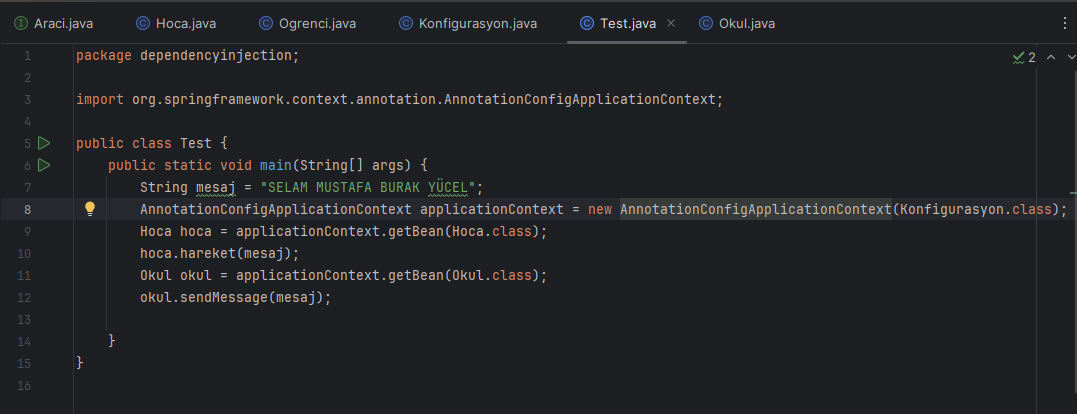 Araci.java Hoca.java Ogrenci.java Konfigurasyon.java Test.java Okul.java
1 package dependencyinjection; 2
2
3 import org.springframework.context.annotation.AnnotationConfigApplicationContext;
4
5 public class Test {
6 public static void main(String[] args) {
7 String mesaj = "SELAM MUSTAFA BURAK YÜCEL";
8 AnnotationConfigApplicationContext applicationContext = new AnnotationConfigApplicationContext(Konfigurasyon.class);
9 Hoca hoca = applicationContext.getBean(Hoca.class);
10 hoca.hareket(mesaj);
11 Okul okul = applicationContext.getBean(Okul.class);
12 okul.sendMessage(mesaj);
13
14 }
15 }
16